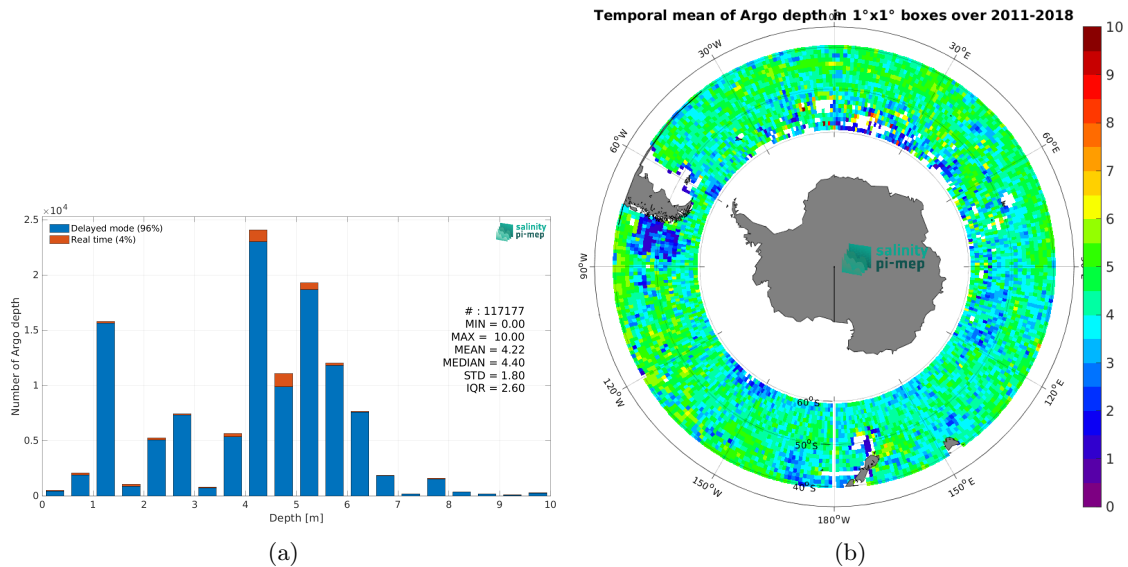 ×10⁴
2.5
2
1.5
1
0.5
0
0 1 2 3 4 5 6 7 8 9 10
Number of Argo depth
Depth [m]
Delayed mode (96%)
Real time (4%)
salinity
pi-mep
# : 117177
MIN = 0.00
MAX = 10.00
MEAN = 4.22
MEDIAN = 4.40
STD = 1.80
IQR = 2.60
(a)
Temporal mean of Argo depth in 1°x1° boxes over 2011-2018
30°W
30°E
60°W
60°E
90°W
120°W
120°E
150°W
150°E
180°W
60°S
50°S
40°S
salinity
pi-mep
10
9
8
7
6
5
4
3
2
1
0
(b)